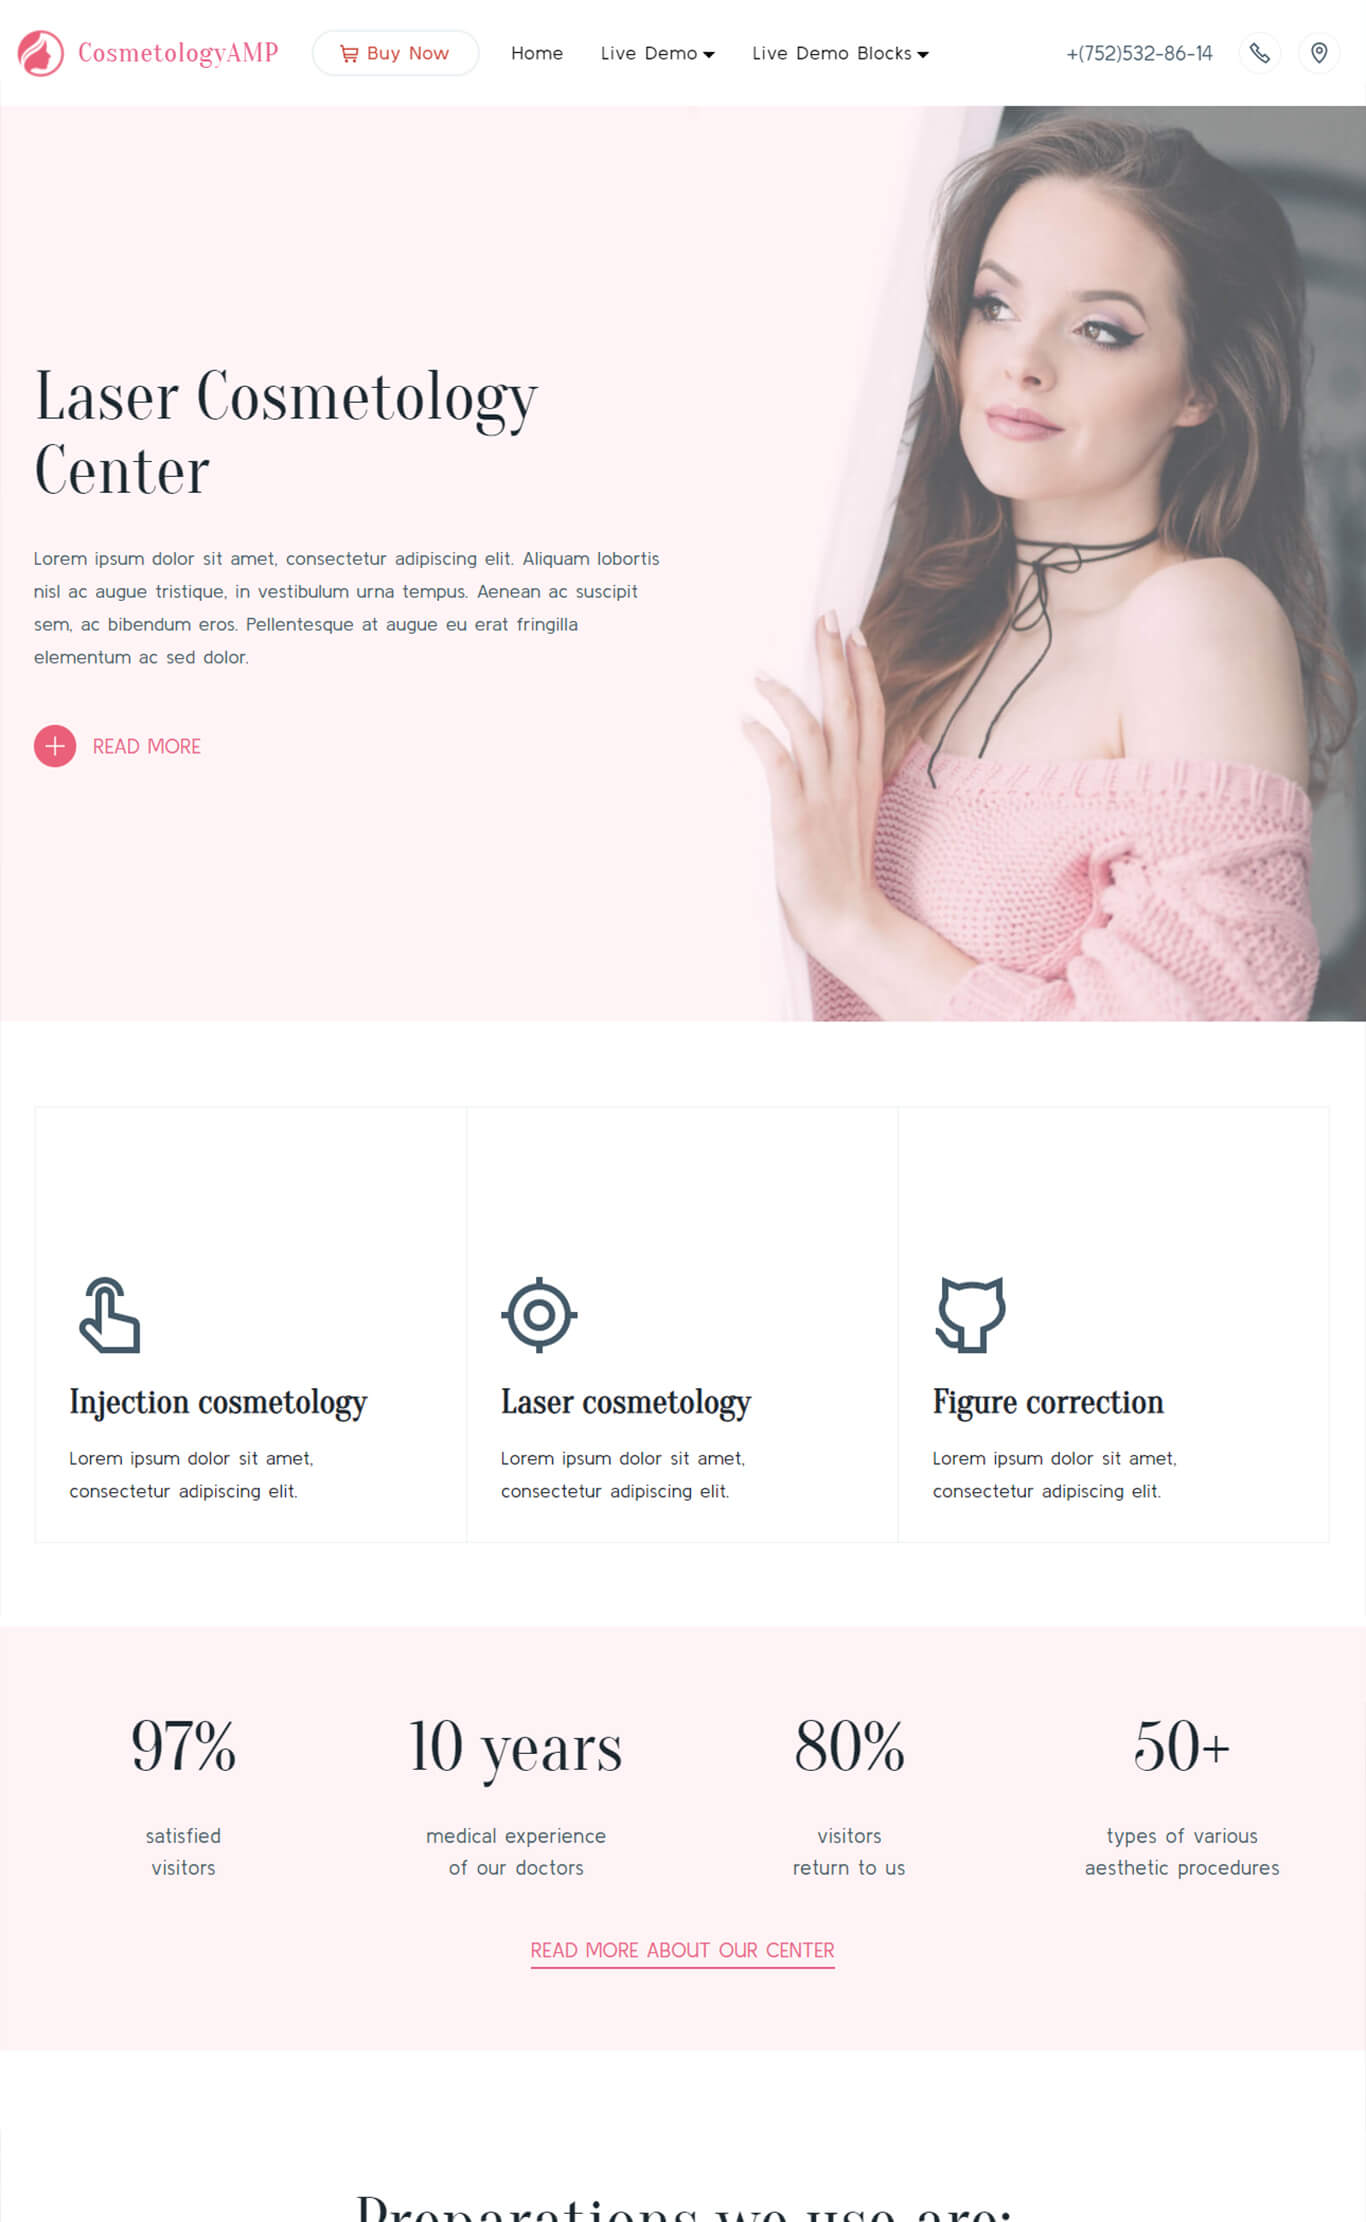 CosmetologyAMP
Buy Now
Home
Live Demo
Live Demo Blocks
+(752)532-86-14
Laser Cosmetology
Center
Lorem ipsum dolor sit amet, consectetur adipiscing elit. Aliquam lobortis
nisl ac augue tristique, in vestibulum urna tempus. Aenean ac suscipit
sem, ac bibendum eros. Pellentesque at augue eu erat fringilla
elementum ac sed dolor.
READ MORE
Injection cosmetology
Lorem ipsum dolor sit amet,
consectetur adipiscing elit.
Laser cosmetology
Lorem ipsum dolor sit amet,
consectetur adipiscing elit.
Figure correction
Lorem ipsum dolor sit amet,
consectetur adipiscing elit.
97%
satisfied
visitors
10 years
medical experience
of our doctors
80%
visitors
return to us
50+
types of various
aesthetic procedures
READ MORE ABOUT OUR CENTER
Preparations we use are: